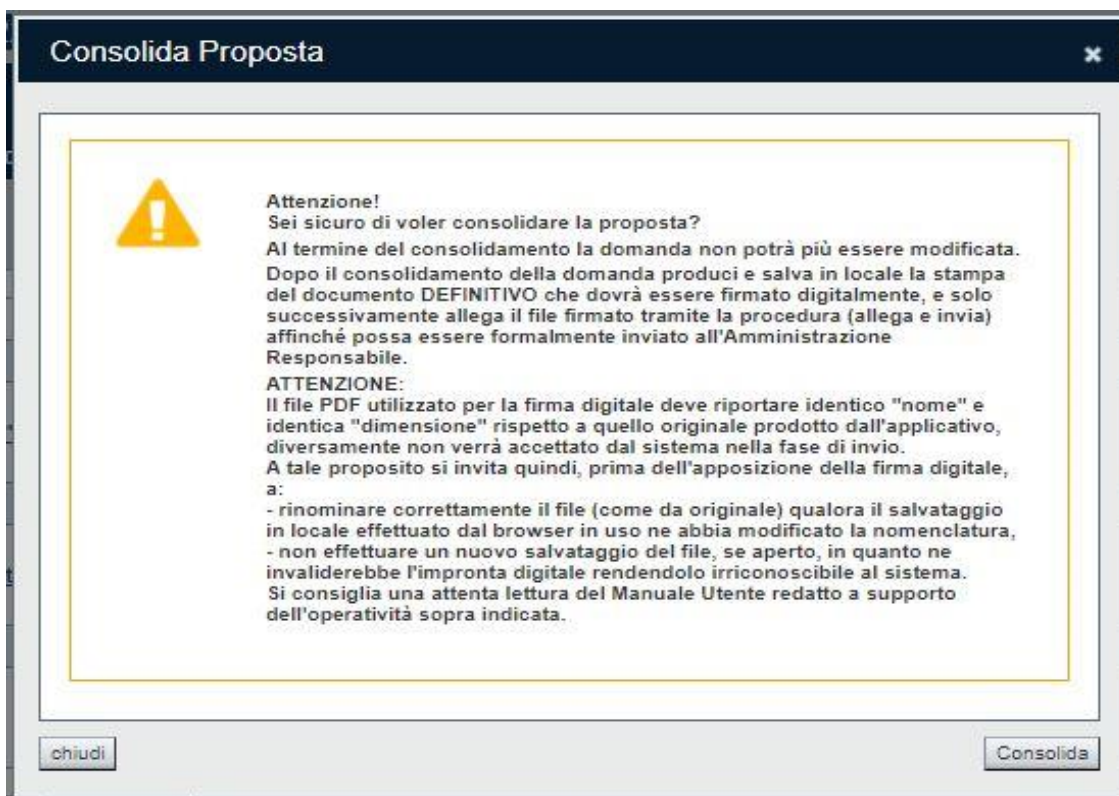 Consolida Proposta
Attenzione!
Sei sicuro di voler consolidare la proposta?
Al termine del consolidamento la domanda non potrà più essere modificata.
Dopo il consolidamento della domanda produci e salva in locale la stampa
del documento DEFINITIVO che dovrà essere firmato digitalmente, e solo
successivamente allega il file firmato tramite la procedura (allega e invia)
affinché possa essere formalmente inviato all'Amministrazione
Responsabile.
ATTENZIONE:
Il file PDF utilizzato per la firma digitale deve riportare identico "nome" e
identica "dimensione" rispetto a quello originale prodotto dall'applicativo,
diversamente non verrà accettato dal sistema nella fase di invio.
A tale proposito si invita quindi, prima dell'apposizione della firma digitale,
a:
- rinominare correttamente il file (come da originale) qualora il salvataggio
in locale effettuato dal browser in uso ne abbia modificato la nomenclatura,
- non effettuare un nuovo salvataggio del file, se aperto, in quanto ne
invaliderebbe l'impronta digitale rendendolo irriconoscibile al sistema.
Si consiglia una attenta lettura del Manuale Utente redatto a supporto
dell'operatività sopra indicata.
chiudi
Consolida